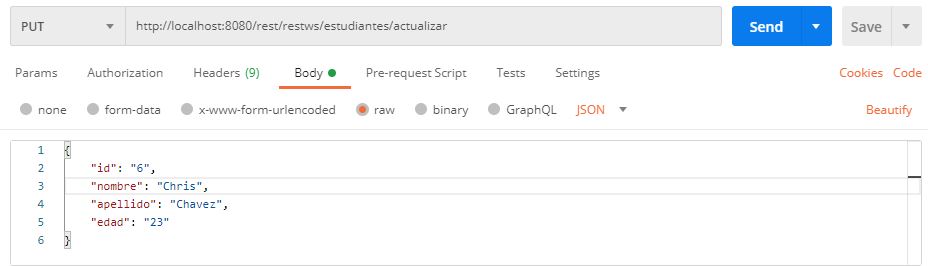 PUT http://localhost:8080/rest/restws/estudiantes/actualizar Send Save
Params Authorization Headers (9) Body Pre-request Script Tests Settings Cookies Code
none form-data x-www-form-urlencoded raw binary GraphQL JSON Beautify
1 {
2 "id": "6",
3 "nombre": "Chris",
4 "apellido": "Chavez",
5 "edad": "23"
6 }